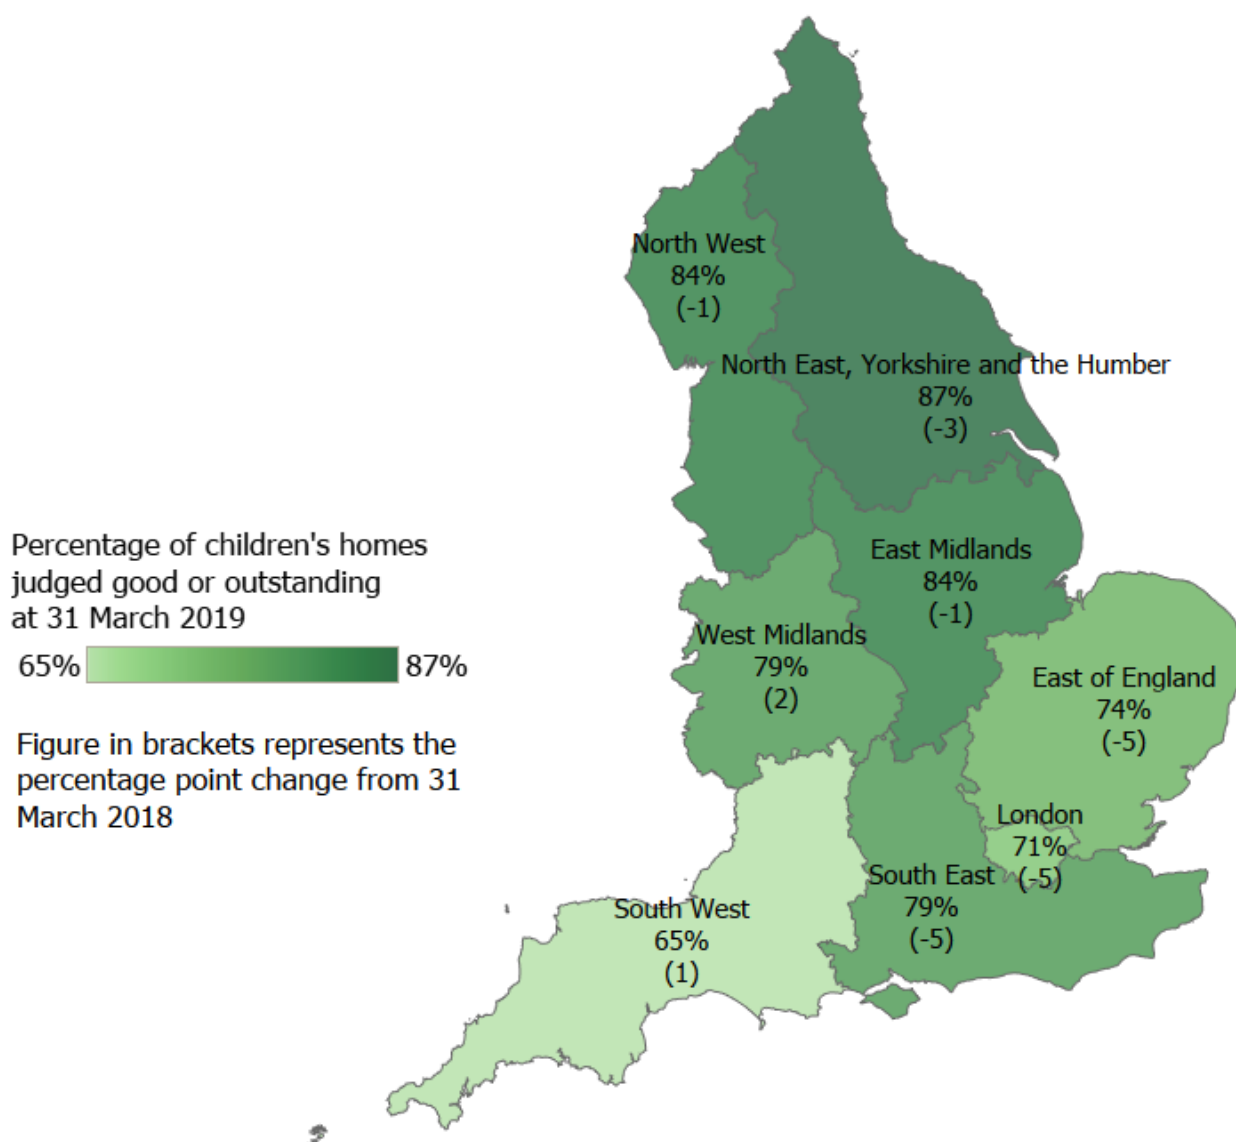 North West
84%
(-1)
North East, Yorkshire and the Humber
87%
(-3)
East Midlands
84%
(-1)
West Midlands
79%
(2)
East of England
74%
(-5)
London
71%
(-5)
South East
79%
(-5)
South West
65%
(1)
Percentage of children's homes
judged good or outstanding
at 31 March 2019
65% 87%
Figure in brackets represents the
percentage point change from 31
March 2018